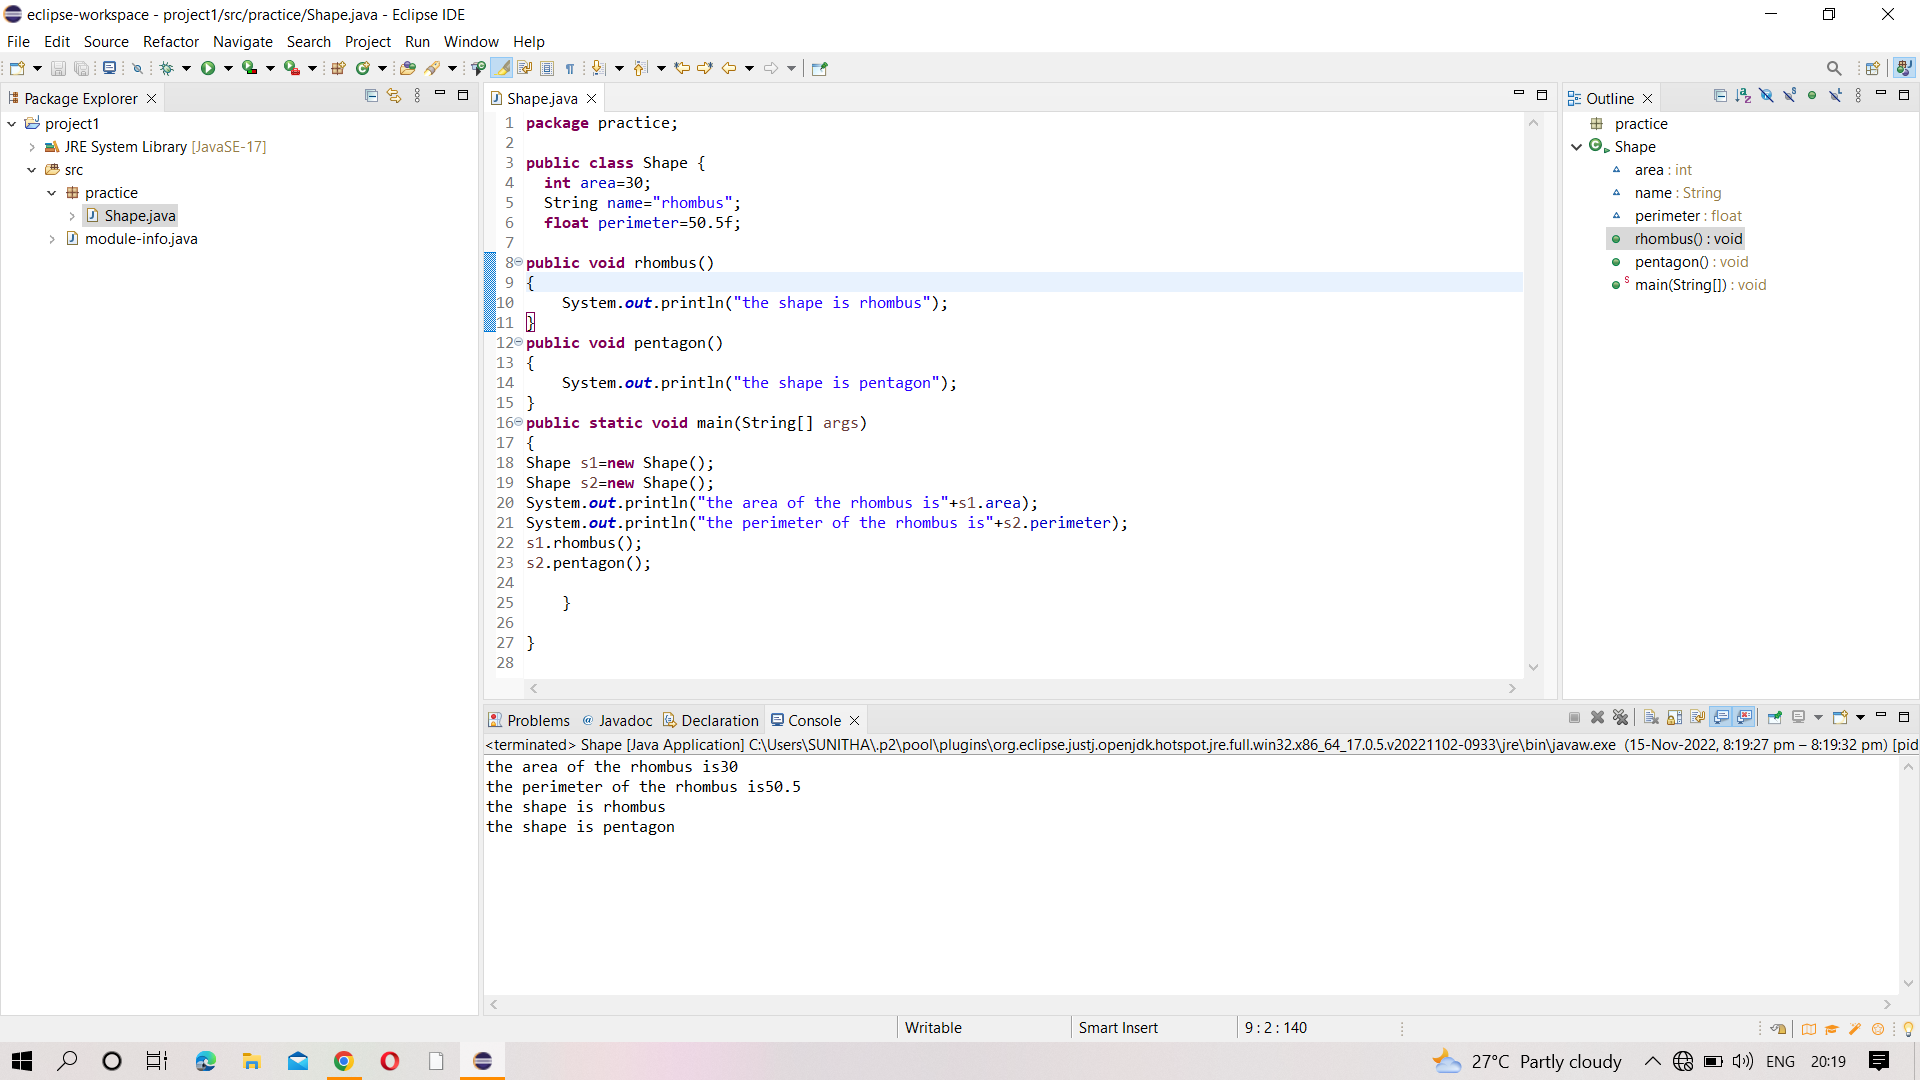 eclipse-workspace - project1/src/practice/Shape.java - Eclipse IDE
File Edit Source Refactor Navigate Search Project Run Window Help
Package Explorer
project1
JRE System Library [JavaSE-17]
src
practice
Shape.java
module-info.java
Shape.java
1 package practice;
2
3 public class Shape {
4   int area=30;
5   String name="rhombus";
6   float perimeter=50.5f;
7
8 public void rhombus()
9 {
10     System.out.println("the shape is rhombus");
11 }
12 public void pentagon()
13 {
14     System.out.println("the shape is pentagon");
15 }
16 public static void main(String[] args)
17 {
18 Shape s1=new Shape();
19 Shape s2=new Shape();
20 System.out.println("the area of the rhombus is"+s1.area);
21 System.out.println("the perimeter of the rhombus is"+s2.perimeter);
22 s1.rhombus();
23 s2.pentagon();
24
25     }
26
27 }
28
Outline
practice
Shape
area : int
name : String
perimeter : float
rhombus() : void
pentagon() : void
main(String[]) : void
Problems @ Javadoc Declaration Console
<terminated> Shape [Java Application] C:\Users\SUNITHA\.p2\pool\plugins\org.eclipse.justj.openjdk.hotspot.jre.full.win32.x86_64_17.0.5.v20221102-0933\jre\bin\javaw.exe (15-Nov-2022, 8:19:27 pm – 8:19:32 pm) [pid
the area of the rhombus is30
the perimeter of the rhombus is50.5
the shape is rhombus
the shape is pentagon
Writable Smart Insert 9 : 2 : 140
27°C Partly cloudy ENG 20:19